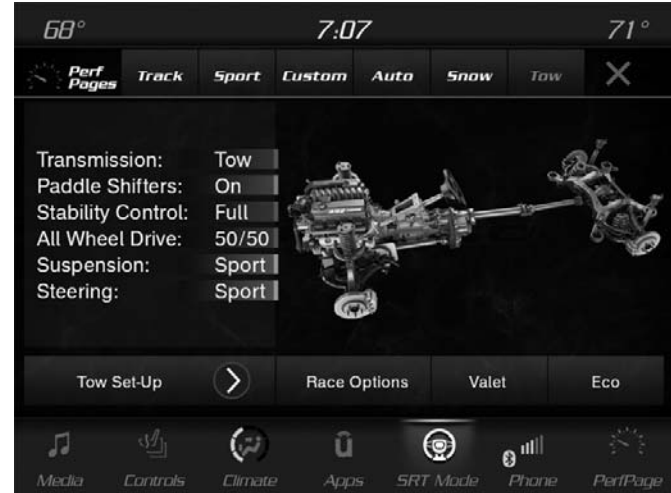 68° 7:07 71°
Perf Pages Track Sport Custom Auto Snow Tow X
Transmission: Tow
Paddle Shifters: On
Stability Control: Full
All Wheel Drive: 50/50
Suspension: Sport
Steering: Sport
Tow Set-Up > Race Options Valet Eco
Media Controls Climate Apps SRT Mode Phone PerfPage